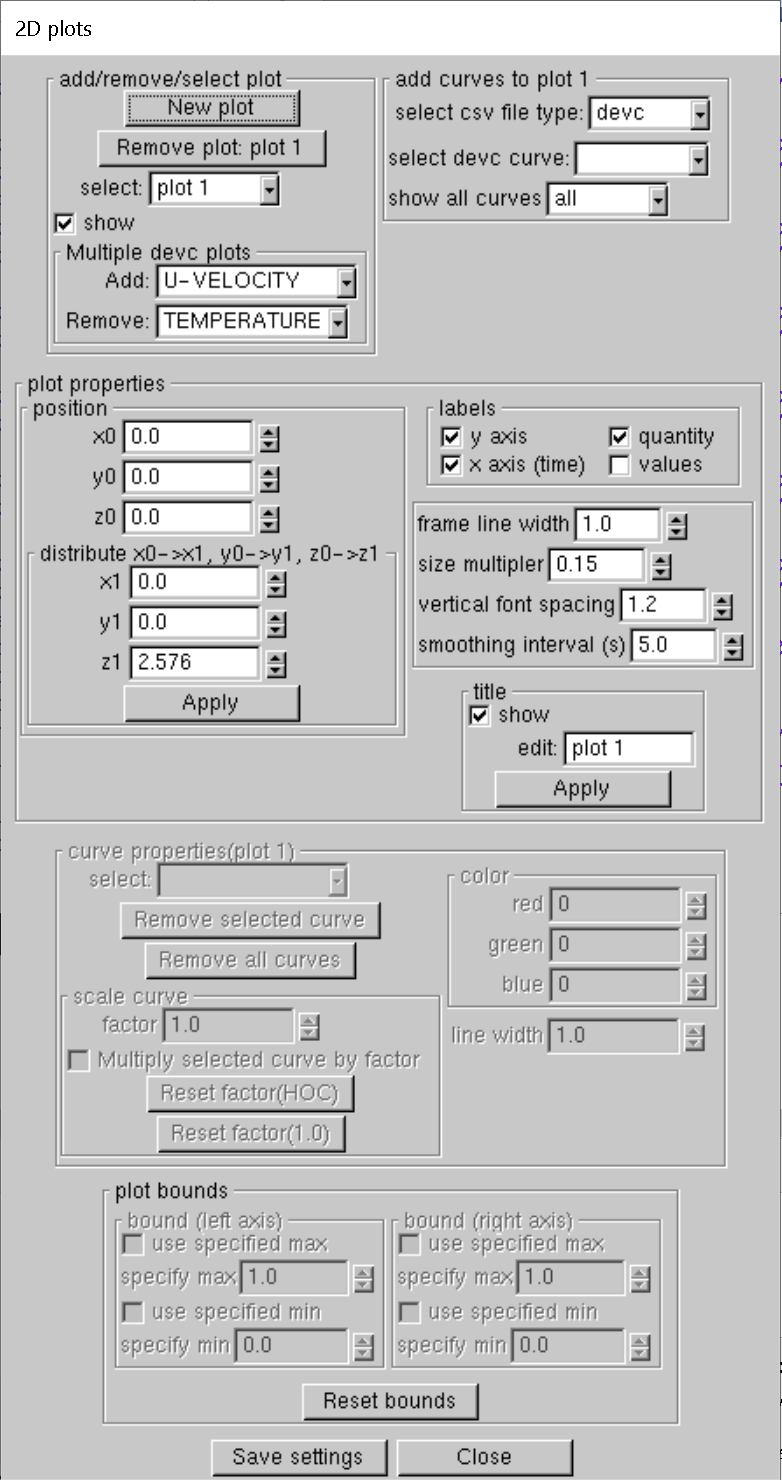 2D plots
add/remove/select plot
New plot
Remove plot: plot 1
select: plot 1
show
Multiple devc plots
Add: U-VELOCITY
Remove: TEMPERATURE
add curves to plot 1
select csv file type: devc
select devc curve:
show all curves all
plot properties
position
x0 0.0
y0 0.0
z0 0.0
distribute x0->x1, y0->y1, z0->z1
x1 0.0
y1 0.0
z1 2.576
Apply
labels
y axis quantity
x axis (time) values
frame line width 1.0
size multipler 0.15
vertical font spacing 1.2
smoothing interval (s) 5.0
title
show
edit: plot 1
Apply
curve properties(plot 1)
select:
Remove selected curve
Remove all curves
scale curve
factor 1.0
Multiply selected curve by factor
Reset factor(HOC)
Reset factor(1.0)
color
red 0
green 0
blue 0
line width 1.0
plot bounds
bound (left axis)
use specified max
specify max 1.0
use specified min
specify min 0.0
bound (right axis)
use specified max
specify max 1.0
use specified min
specify min 0.0
Reset bounds
Save settings Close